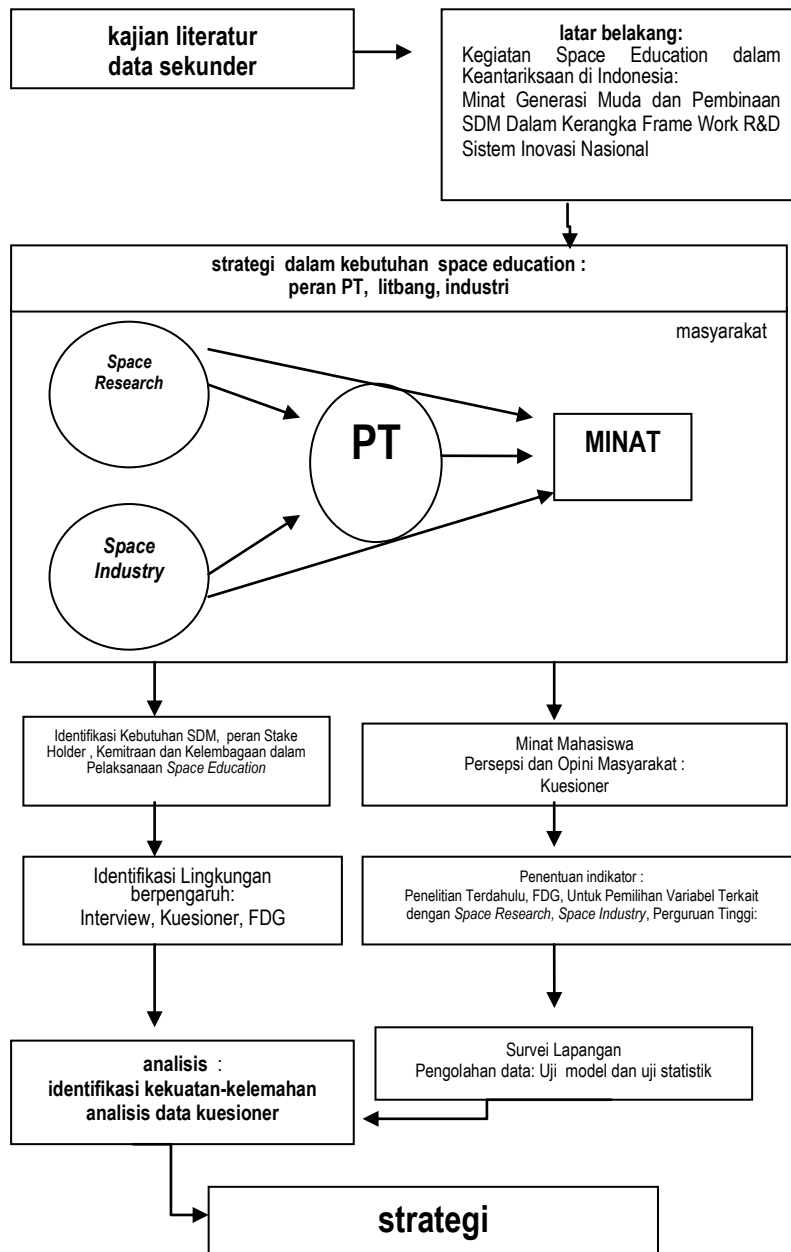 kajian literatur
data sekunder
latar belakang:
Kegiatan Space Education dalam
Keantariksaan di Indonesia:
Minat Generasi Muda dan Pembinaan
SDM Dalam Kerangka Frame Work R&D
Sistem Inovasi Nasional
strategi dalam kebutuhan space education :
peran PT, litbang, industri
masyarakat
Space
Research
PT
MINAT
Space
Industry
Identifikasi Kebutuhan SDM, peran Stake
Holder , Kemitraan dan Kelembagaan dalam
Pelaksanaan Space Education
Minat Mahasiswa
Persepsi dan Opini Masyarakat :
Kuesioner
Identifikasi Lingkungan
berpengaruh:
Interview, Kuesioner, FDG
Penentuan indikator :
Penelitian Terdahulu, FDG, Untuk Pemilihan Variabel Terkait
dengan Space Research, Space Industry, Perguruan Tinggi:
analisis :
identifikasi kekuatan-kelemahan
analisis data kuesioner
Survei Lapangan
Pengolahan data: Uji model dan uji statistik
strategi